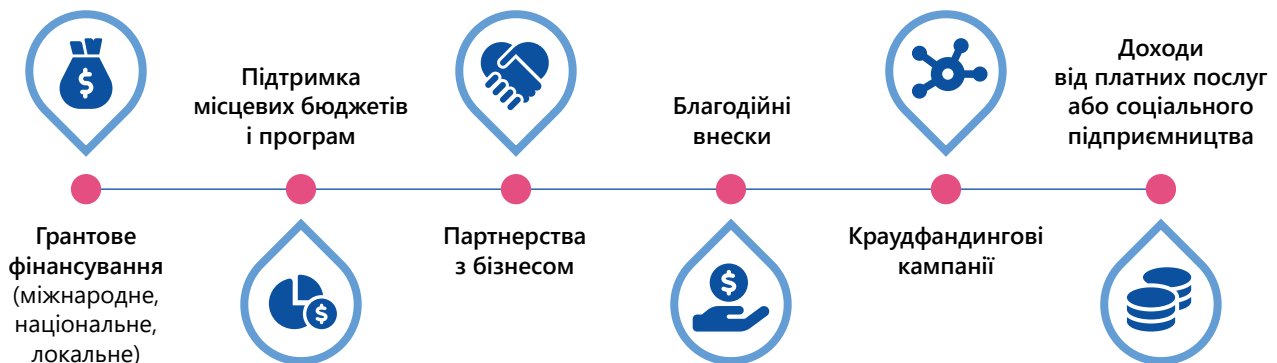 Грантове
фінансування
(міжнародне,
національне,
локальне)
Підтримка
місцевих бюджетів
і програм
Партнерства
з бізнесом
Благодійні
внески
Краудфандингові
кампанії
Доходи
від платних послуг
або соціального
підприємництва